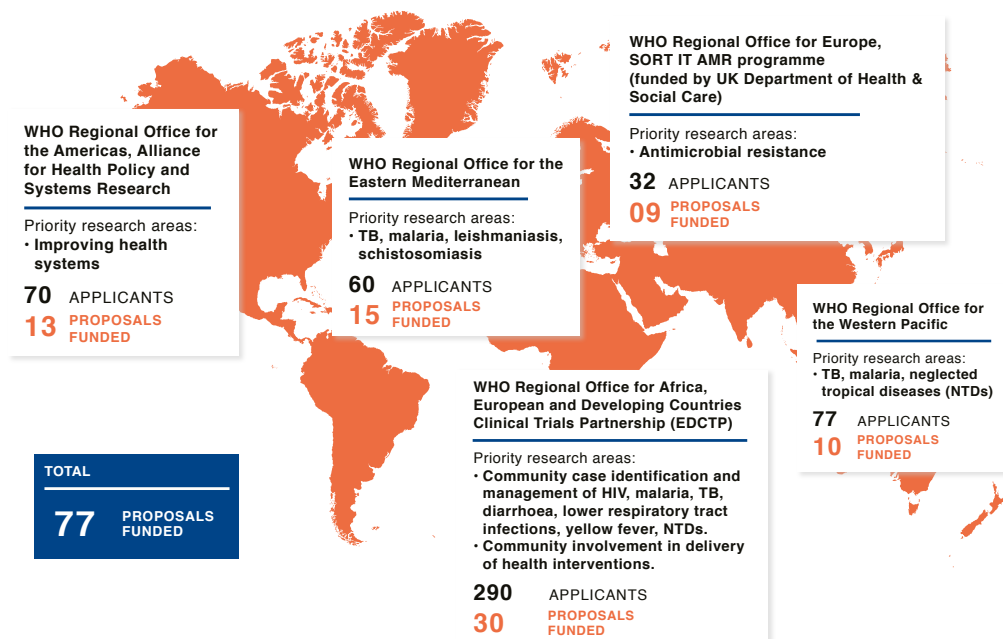 WHO Regional Office for
the Americas, Alliance
for Health Policy and
Systems Research
Priority research areas:
• Improving health
systems
70 APPLICANTS
13 PROPOSALS
FUNDED
WHO Regional Office for the
Eastern Mediterranean
Priority research areas:
• TB, malaria, leishmaniasis,
schistosomiasis
60 APPLICANTS
15 PROPOSALS
FUNDED
WHO Regional Office for Europe,
SORT IT AMR programme
(funded by UK Department of Health &
Social Care)
Priority research areas:
• Antimicrobial resistance
32 APPLICANTS
09 PROPOSALS
FUNDED
WHO Regional Office for
the Western Pacific
Priority research areas:
• TB, malaria, neglected
tropical diseases (NTDs)
77 APPLICANTS
10 PROPOSALS
FUNDED
WHO Regional Office for Africa,
European and Developing Countries
Clinical Trials Partnership (EDCTP)
Priority research areas:
• Community case identification and
management of HIV, malaria, TB,
diarrhoea, lower respiratory tract
infections, yellow fever, NTDs.
• Community involvement in delivery
of health interventions.
290 APPLICANTS
30 PROPOSALS
FUNDED
TOTAL
77 PROPOSALS
FUNDED